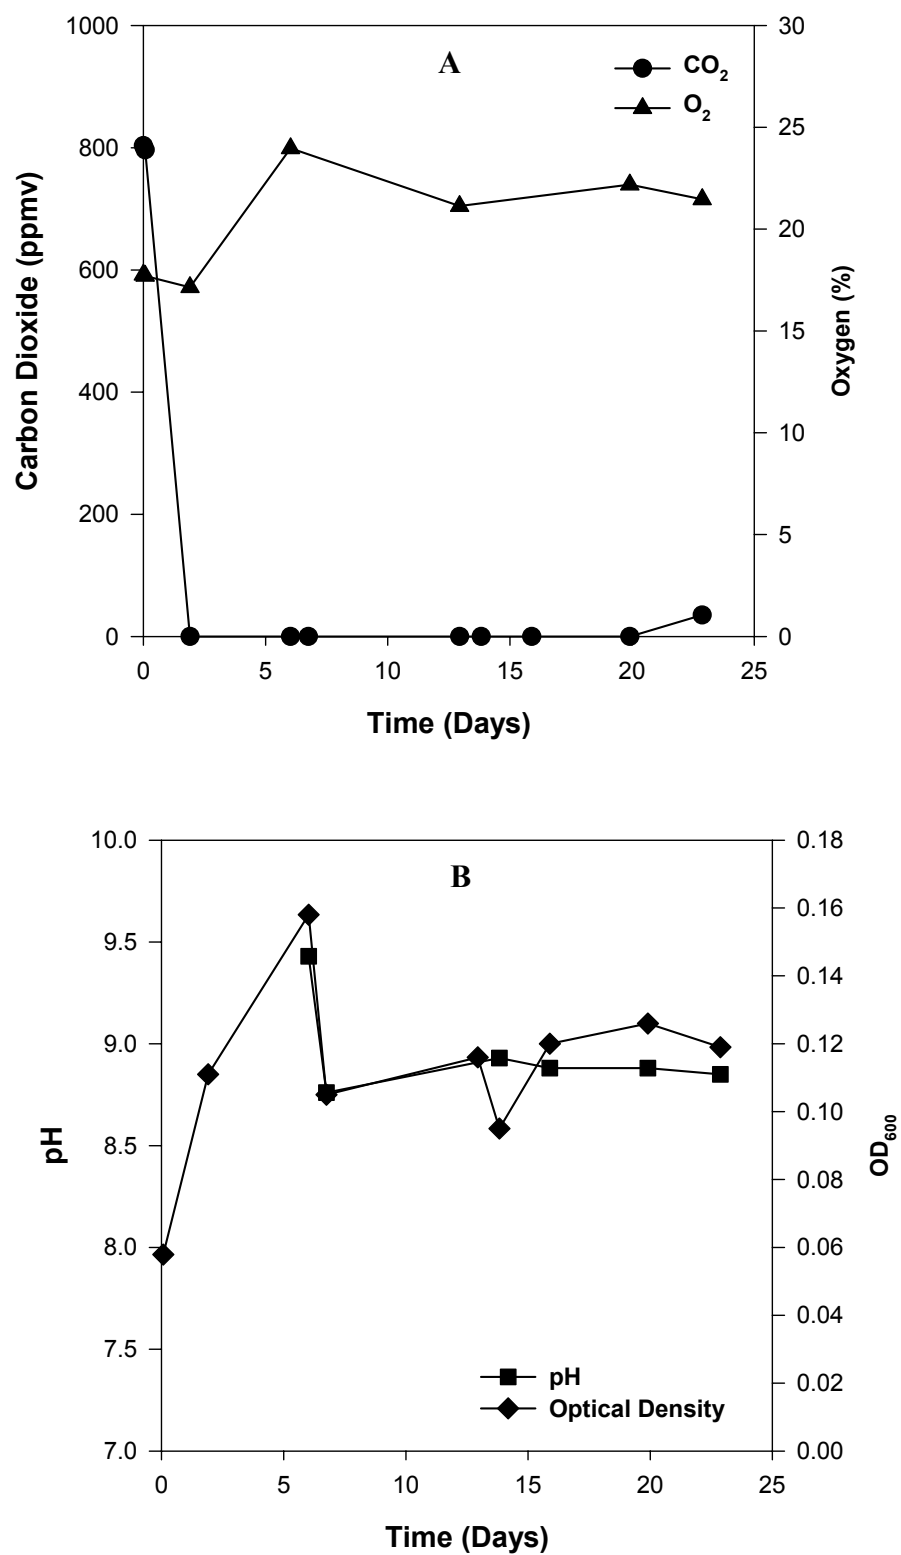 1000
800
600
400
200
0
Carbon Dioxide (ppmv)
A
CO₂
O₂
30
25
20
15
10
5
0
Oxygen (%)
0 5 10 15 20 25
Time (Days)
10.0
9.5
9.0
8.5
8.0
7.5
7.0
pH
B
pH
Optical Density
0.18
0.16
0.14
0.12
0.10
0.08
0.06
0.04
0.02
0.00
OD₆₀₀
0 5 10 15 20 25
Time (Days)